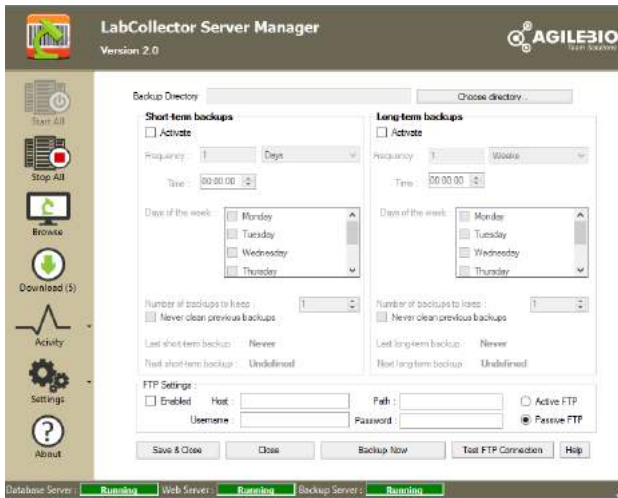 LabCollector Server Manager
Version 2.0
AGILEBIO
Team Solutions
Start All
Stop All
Browse
Download (5)
Acivity
Settings
About
Backup Directory
Choose directory...
Short-term backups
Activate
Frequency : 1 Days
Time : 00:00:00
Days of the week : Monday
Tuesday
Wednesday
Thursday
Number of backups to keep : 1
Never clean previous backups
Last short-term backup : Never
Next short-term backup : Undefined
Long-term backups
Activate
Frequency : 1 Weeks
Time : 00:00:00
Days of the week : Monday
Tuesday
Wednesday
Thursday
Number of backups to keep : 1
Never clean previous backups
Last long-term backup : Never
Next long-term backup : Undefined
FTP Settings :
Enabled Host : Path : Active FTP
Username : Password : Passive FTP
Save & Close Close Backup Now Test FTP Connection Help
Database Server : Running Web Server : Running Backup Server : Running